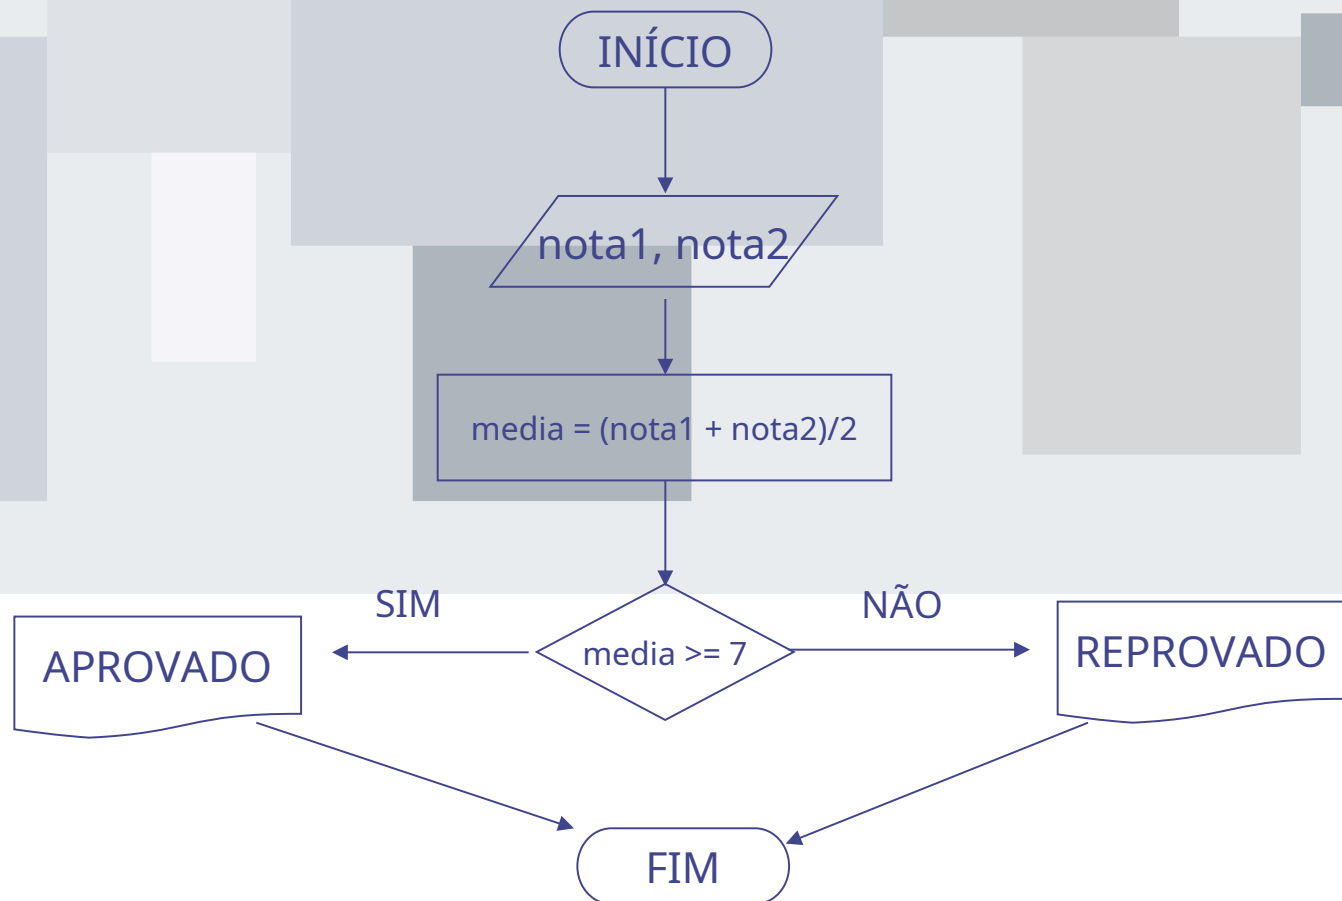 INÍCIO
nota1, nota2
media = (nota1 + nota2)/2
SIM
NÃO
APROVADO
media >= 7
REPROVADO
FIM